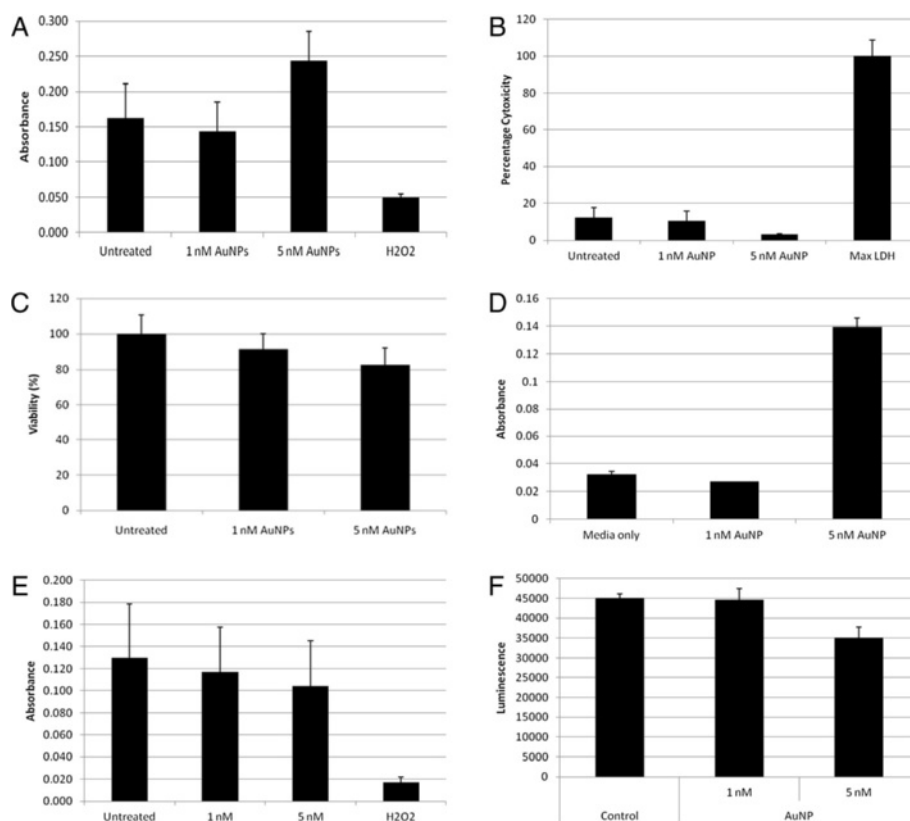 A
Absorbance
0.300
0.250
0.200
0.150
0.100
0.050
0.000
Untreated 1 nM AuNPs 5 nM AuNPs H2O2
B
Percentage Cytoxicity
120
100
80
60
40
20
0
Untreated 1 nM AuNP 5 nM AuNP Max LDH
C
Viability (%)
120
100
80
60
40
20
0
Untreated 1 nM AuNPs 5 nM AuNPs
D
Absorbance
0.16
0.14
0.12
0.1
0.08
0.06
0.04
0.02
0
Media only 1 nM AuNP 5 nM AuNP
E
Absorbance
0.200
0.180
0.160
0.140
0.120
0.100
0.080
0.060
0.040
0.020
0.000
Untreated 1 nM 5 nM H2O2
F
Luminescence
50000
45000
40000
35000
30000
25000
20000
15000
10000
5000
0
1 nM 5 nM
Control AuNP